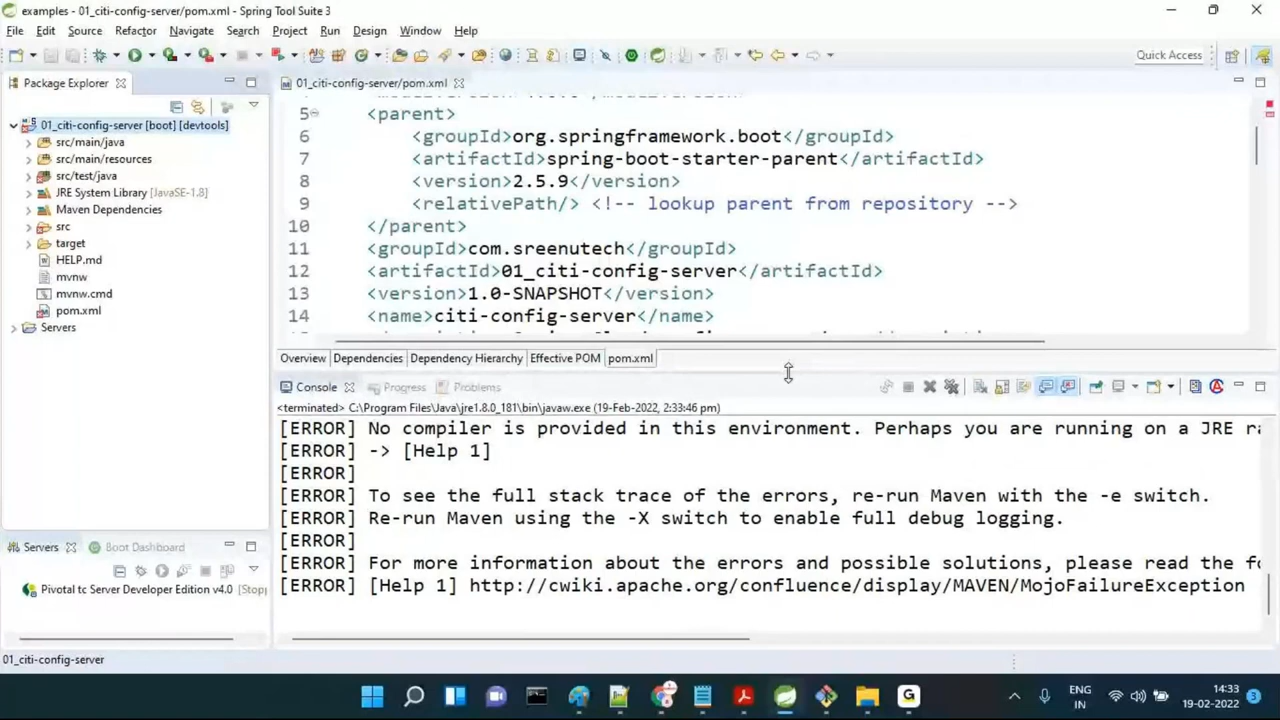 examples - 01_citi-config-server/pom.xml - Spring Tool Suite 3
File Edit Source Refactor Navigate Search Project Run Design Window Help
Quick Access
Package Explorer
01_citi-config-server [boot] [devtools]
src/main/java
src/main/resources
src/test/java
JRE System Library [JavaSE-1.8]
Maven Dependencies
src
target
HELP.md
mvnw
mvnw.cmd
pom.xml
Servers
01_citi-config-server/pom.xml
5 <parent>
6 <groupId>org.springframework.boot</groupId>
7 <artifactId>spring-boot-starter-parent</artifactId>
8 <version>2.5.9</version>
9 <relativePath/> <!-- lookup parent from repository -->
10 </parent>
11 <groupId>com.sreenutech</groupId>
12 <artifactId>01_citi-config-server</artifactId>
13 <version>1.0-SNAPSHOT</version>
14 <name>citi-config-server</name>
Overview Dependencies Dependency Hierarchy Effective POM pom.xml
Console Progress Problems
<terminated> C:\Program Files\Java\jre1.8.0_181\bin\javaw.exe (19-Feb-2022, 2:33:46 pm)
[ERROR] No compiler is provided in this environment. Perhaps you are running on a JRE ra
[ERROR] -> [Help 1]
[ERROR]
[ERROR] To see the full stack trace of the errors, re-run Maven with the -e switch.
[ERROR] Re-run Maven using the -X switch to enable full debug logging.
[ERROR]
[ERROR] For more information about the errors and possible solutions, please read the fo
[ERROR] [Help 1] http://cwiki.apache.org/confluence/display/MAVEN/MojoFailureException
Servers Boot Dashboard
Pivotal tc Server Developer Edition v4.0 [Stopp
01_citi-config-server
ENG
IN
14:33
19-02-2022
3